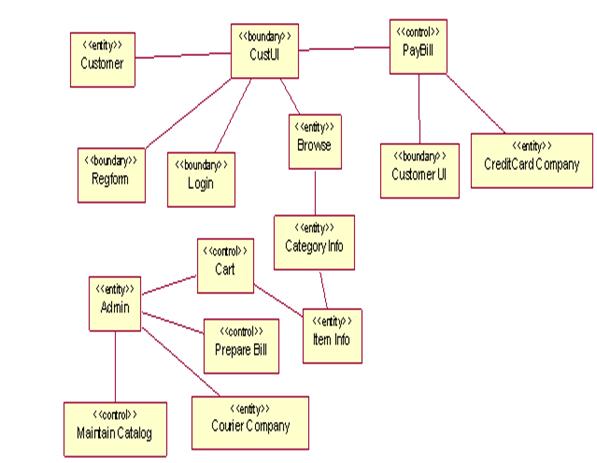 <<entity>>
Customer
<<boundary>>
CustUI
<<control>>
PayBill
<<boundary>>
Regform
<<boundary>>
Login
<<entity>>
Browse
<<boundary>>
Customer UI
<<entity>>
CreditCard Company
<<entity>>
Category Info
<<control>>
Cart
<<entity>>
Admin
<<control>>
Prepare Bill
<<entity>>
Item Info
<<control>>
Maintain Catalog
<<entity>>
Courier Company